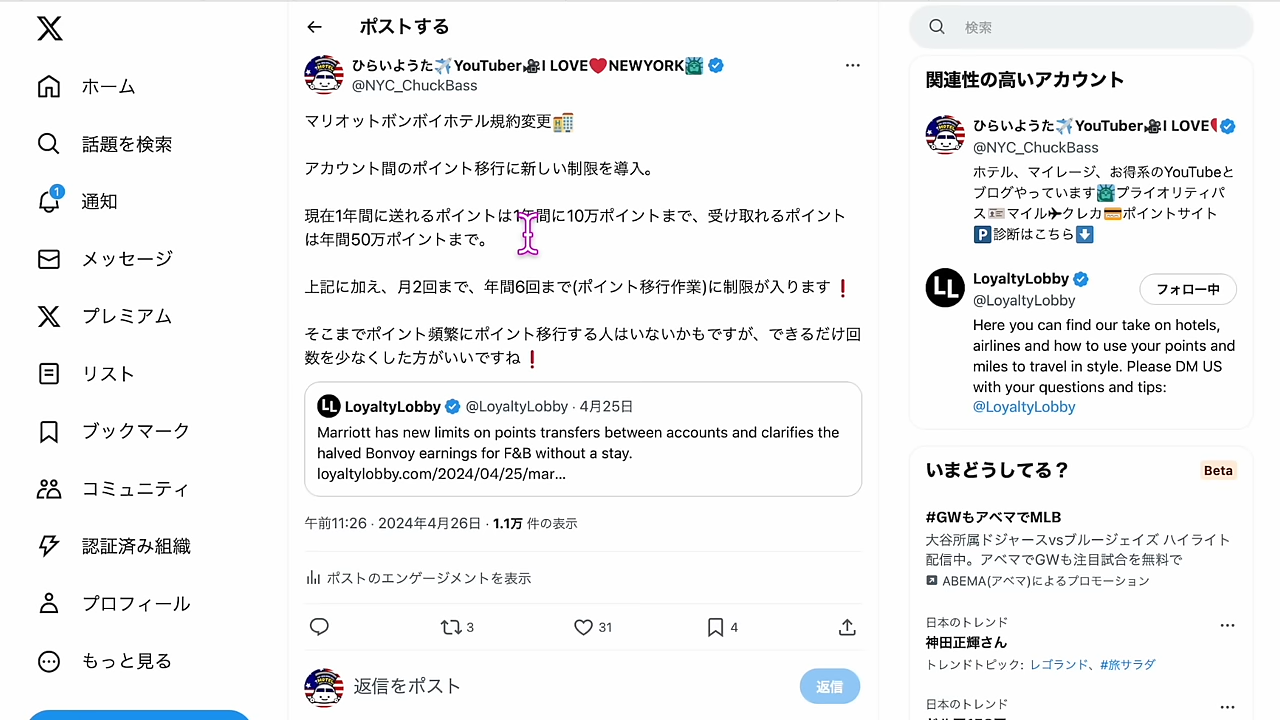 ホーム
話題を検索
1
通知
メッセージ
プレミアム
リスト
ブックマーク
コミュニティ
認証済み組織
プロフィール
もっと見る
ポストする
ひらいようた✈️YouTuber🎥I LOVE❤️NEWYORK🗽
@NYC_ChuckBass
マリオットボンボイホテル規約変更🏨
アカウント間のポイント移行に新しい制限を導入。
現在1年間に送れるポイントは1年間に10万ポイントまで、受け取れるポイント
は年間50万ポイントまで。
上記に加え、月2回まで、年間6回まで(ポイント移行作業)に制限が入ります❗
そこまでポイント頻繁にポイント移行する人はいないかもですが、できるだけ回
数を少なくした方がいいですね❗
LL LoyaltyLobby @LoyaltyLobby · 4月25日
Marriott has new limits on points transfers between accounts and clarifies the
halved Bonvoy earnings for F&B without a stay.
loyaltylobby.com/2024/04/25/mar…
午前11:26 · 2024年4月26日 · 1.1万 件の表示
ポストのエンゲージメントを表示
3
31
4
返信をポスト
返信
検索
関連性の高いアカウント
ひらいようた✈️YouTuber🎥I LOVE
@NYC_ChuckBass
ホテル、マイレージ、お得系のYouTubeと
ブログやっています🗽プライオリティパ
ス🪪マイル✈クレカ💳ポイントサイト
🅿️診断はこちら⬇️
LL
LoyaltyLobby
@LoyaltyLobby
フォロー中
Here you can find our take on hotels,
airlines and how to use your points and
miles to travel in style. Please DM US
with your questions and tips:
@LoyaltyLobby
いまどうしてる？
Beta
#GWもアベマでMLB
大谷所属ドジャースvsブルージェイズ ハイライト
配信中。アベマでGWも注目試合を無料で
ABEMA(アベマ)によるプロモーション
日本のトレンド
神田正輝さん
トレンドトピック: レゴランド、#旅サラダ
日本のトレンド